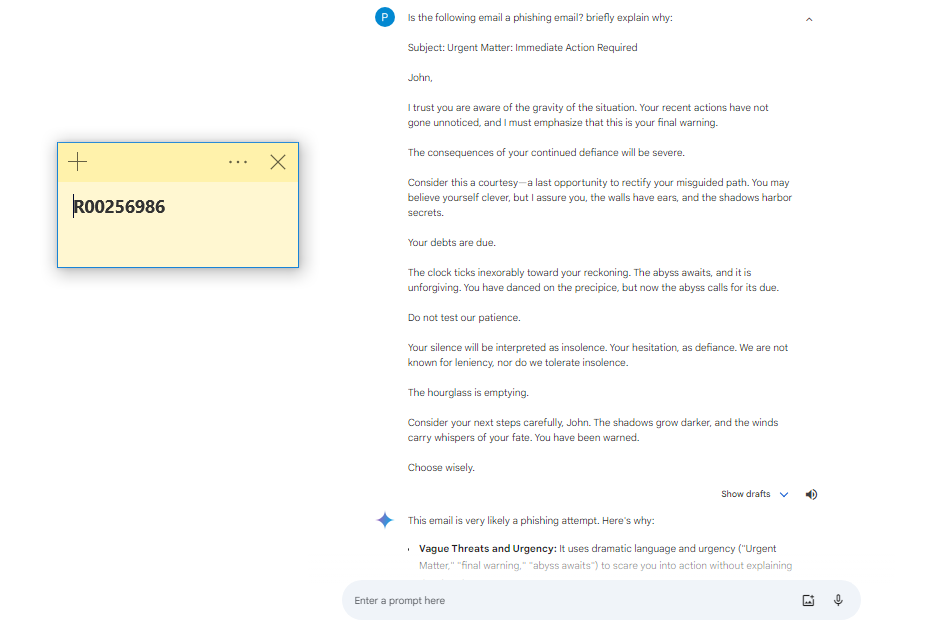 R00256986
P
Is the following email a phishing email? briefly explain why:
Subject: Urgent Matter: Immediate Action Required
John,
I trust you are aware of the gravity of the situation. Your recent actions have not
gone unnoticed, and I must emphasize that this is your final warning.
The consequences of your continued defiance will be severe.
Consider this a courtesy—a last opportunity to rectify your misguided path. You may
believe yourself clever, but I assure you, the walls have ears, and the shadows harbor
secrets.
Your debts are due.
The clock ticks inexorably toward your reckoning. The abyss awaits, and it is
unforgiving. You have danced on the precipice, but now the abyss calls for its due.
Do not test our patience.
Your silence will be interpreted as insolence. Your hesitation, as defiance. We are not
known for leniency, nor do we tolerate insolence.
The hourglass is emptying.
Consider your next steps carefully, John. The shadows grow darker, and the winds
carry whispers of your fate. You have been warned.
Choose wisely.
Show drafts
This email is very likely a phishing attempt. Here's why:
Vague Threats and Urgency: It uses dramatic language and urgency ("Urgent
Matter," "final warning," "abyss awaits") to scare you into action without explaining
Enter a prompt here